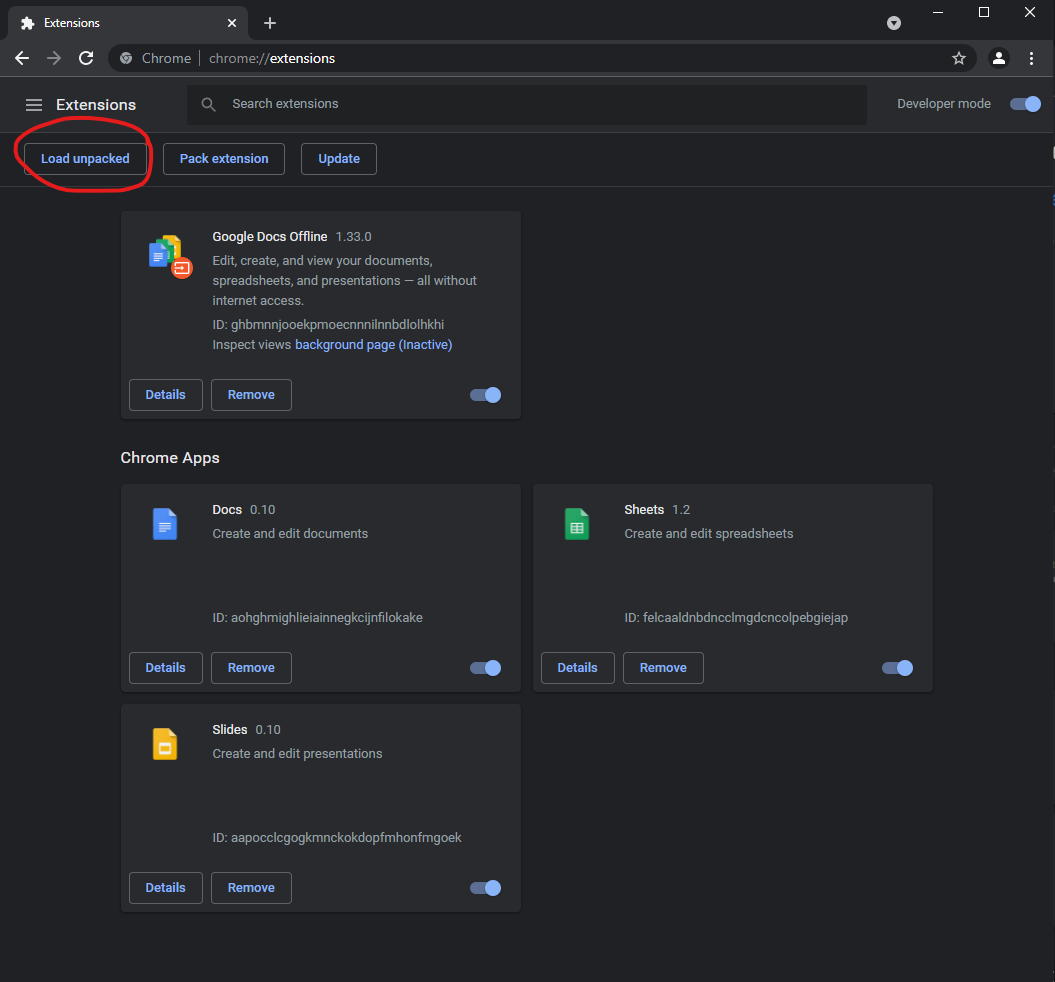 Extensions
Chrome chrome://extensions
Extensions Search extensions Developer mode
Load unpacked Pack extension Update
Google Docs Offline 1.33.0
Edit, create, and view your documents,
spreadsheets, and presentations — all without
internet access.
ID: ghbmnnjooekpmoecnnnilnnbdlolhkhi
Inspect views background page (Inactive)
Details Remove
Chrome Apps
Docs 0.10
Create and edit documents
ID: aohghmighlieiainnegkcijnfilokake
Details Remove
Sheets 1.2
Create and edit spreadsheets
ID: felcaaldnbdncclmgdcncolpebgiejap
Details Remove
Slides 0.10
Create and edit presentations
ID: aapocclcgogkmnckokdopfmhonfmgoek
Details Remove